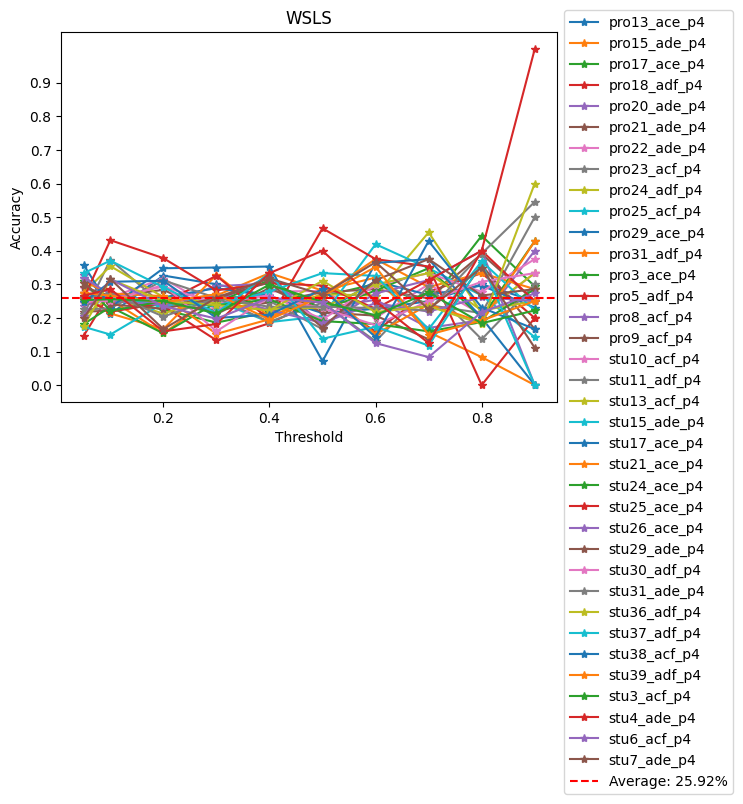 WSLS
Accuracy
0.9
0.8
0.7
0.6
0.5
0.4
0.3
0.2
0.1
0.0
0.2
0.4
0.6
0.8
Threshold
pro13_ace_p4
pro15_ade_p4
pro17_ace_p4
pro18_adf_p4
pro20_ade_p4
pro21_ade_p4
pro22_ade_p4
pro23_acf_p4
pro24_adf_p4
pro25_acf_p4
pro29_ace_p4
pro31_adf_p4
pro3_ace_p4
pro5_adf_p4
pro8_acf_p4
pro9_acf_p4
stu10_acf_p4
stu11_adf_p4
stu13_acf_p4
stu15_ade_p4
stu17_ace_p4
stu21_ace_p4
stu24_ace_p4
stu25_ace_p4
stu26_ace_p4
stu29_ade_p4
stu30_adf_p4
stu31_ade_p4
stu36_adf_p4
stu37_adf_p4
stu38_acf_p4
stu39_adf_p4
stu3_acf_p4
stu4_ade_p4
stu6_acf_p4
stu7_ade_p4
Average: 25.92%